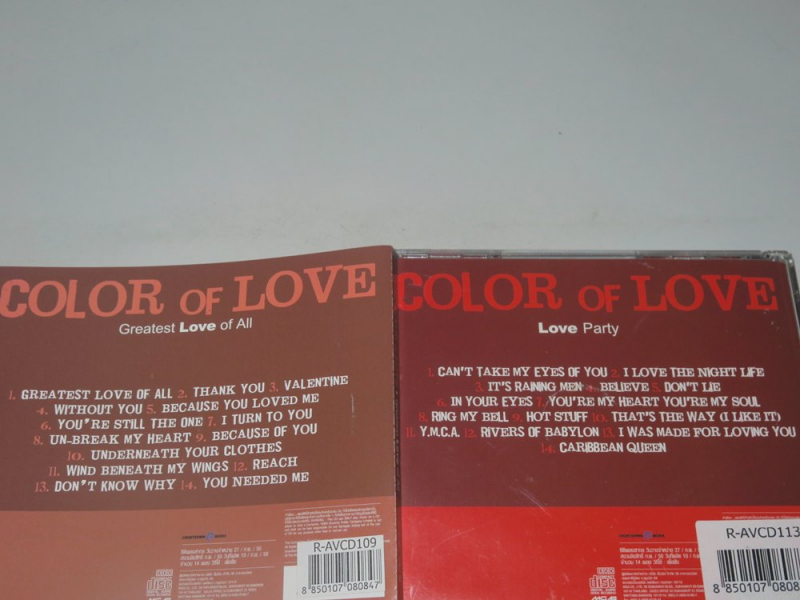 COLOR OF LOVE
Greatest Love of All
1. GREATEST LOVE OF ALL 2. THANK YOU 3. VALENTINE
4. WITHOUT YOU 5. BECAUSE YOU LOVED ME
6. YOU'RE STILL THE ONE 7. I TURN TO YOU
8. UN-BREAK MY HEART 9. BECAUSE OF YOU
10. UNDERNEATH YOUR CLOTHES
11. WIND BENEATH MY WINGS 12. REACH
13. DON'T KNOW WHY 14. YOU NEEDED ME
R-AVCD109
8 850107 080847
COLOR OF LOVE
Love Party
1. CAN'T TAKE MY EYES OF YOU 2. I LOVE THE NIGHT LIFE
3. IT'S RAINING MEN 4. BELIEVE 5. DON'T LIE
6. IN YOUR EYES 7. YOU'RE MY HEART YOU'RE MY SOUL
8. RING MY BELL 9. HOT STUFF 10. THAT'S THE WAY (I LIKE IT)
11. Y.M.C.A. 12. RIVERS OF BABYLON 13. I WAS MADE FOR LOVING YOU
14. CARIBBEAN QUEEN
R-AVCD113
8 850107 080